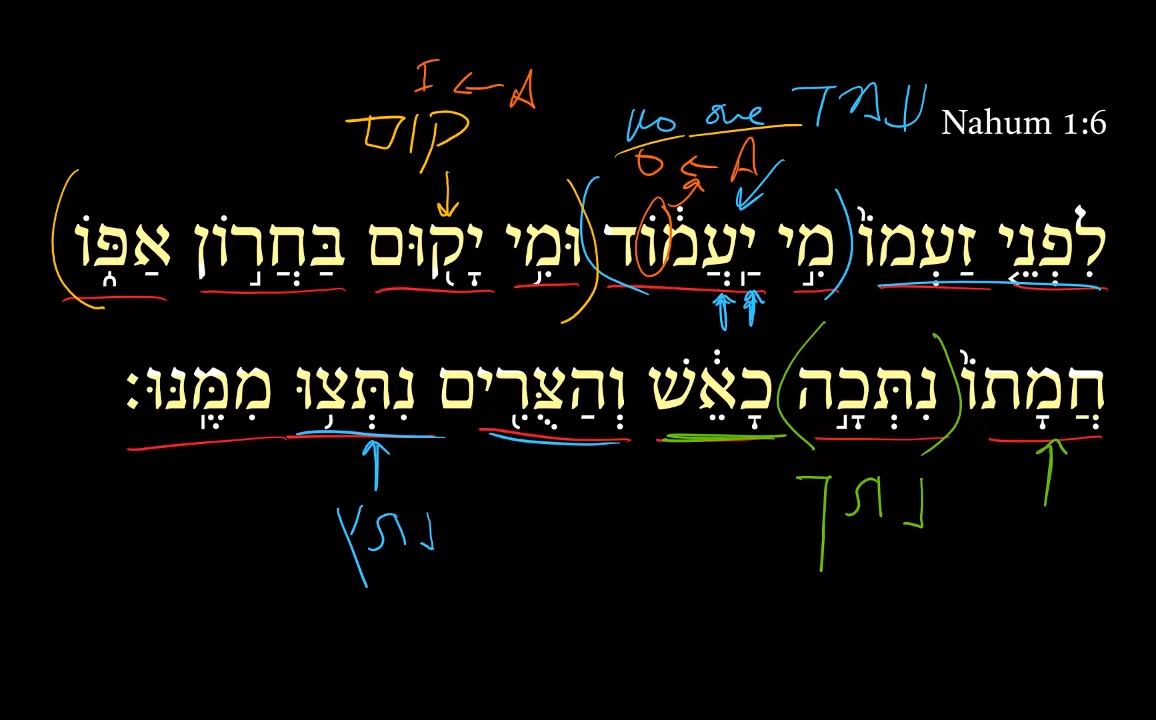 I ← A
קום
no one
עמד
Nahum 1:6
O ← A
לִפְנֵ֤י זַעְמוֹ֙ מִ֣י יַֽעֲמ֔וֹד וּמִ֥י יָק֖וּם בַּחֲר֣וֹן אַפּ֑וֹ
חֲמָתוֹ֙ נִתְּכָ֣ה כָאֵ֔שׁ וְהַצֻּרִ֖ים נִתְּצ֥וּ מִמֶּֽנּוּ׃
נתך
נתץ